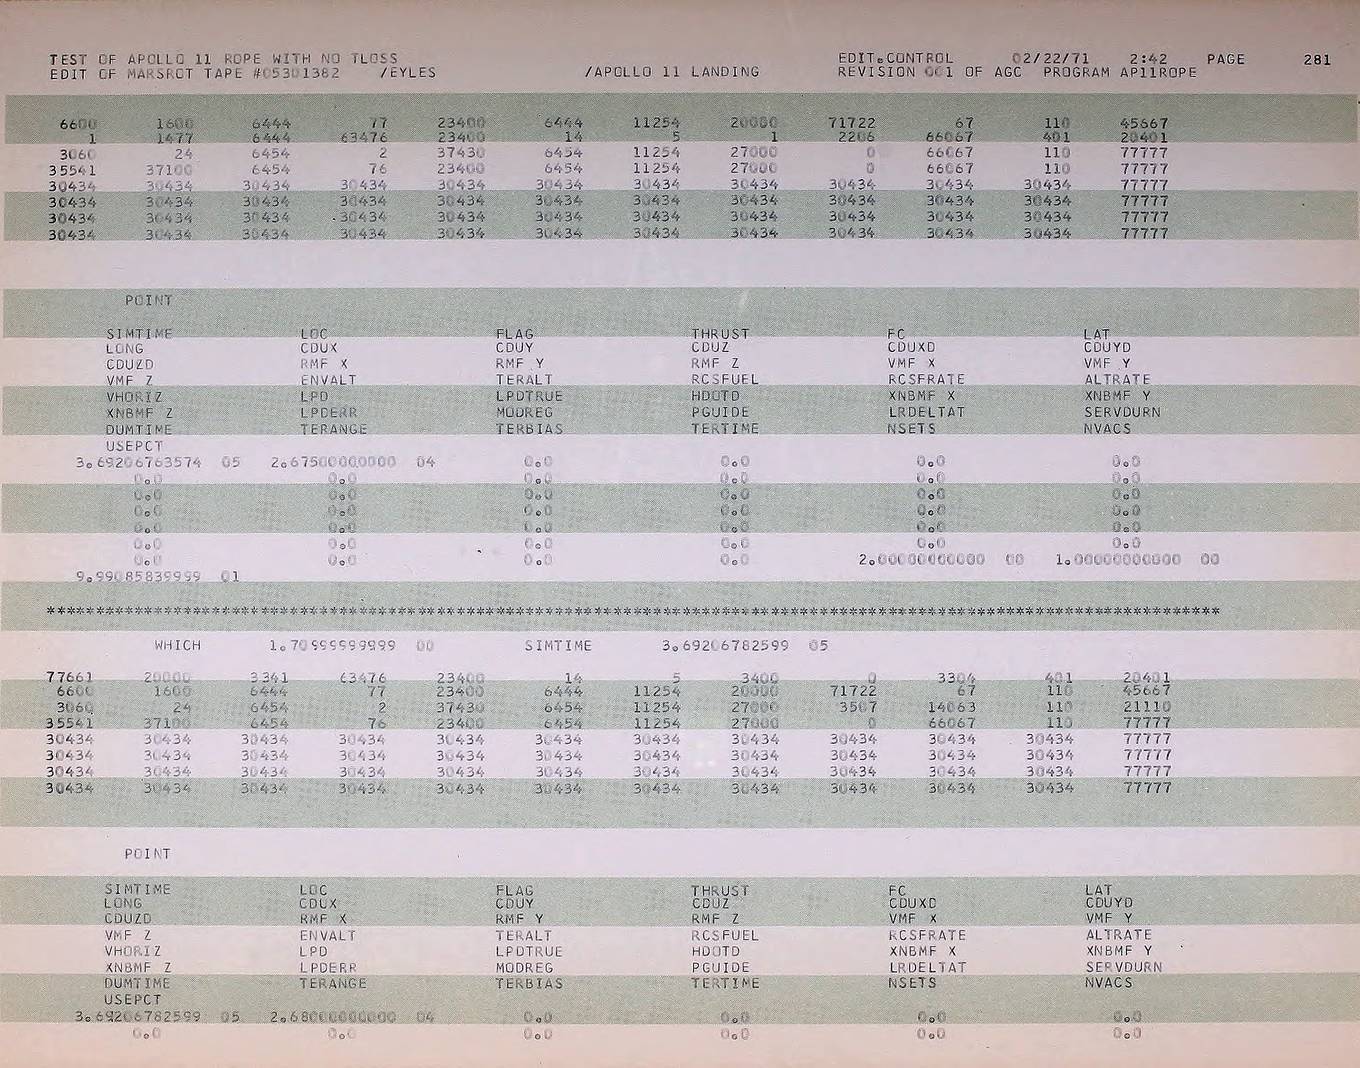 TEST OF APOLLO 11 ROPE WITH NO TLOSS EDIT.CONTROL 02/22/71 2:42 PAGE 281
EDIT OF MARSROT TAPE #05301382 /EYLES /APOLLO 11 LANDING REVISION 001 OF AGC PROGRAM AP11ROPE
6600 1600 6444 77 23400 6444 11254 20000 71722 67 110 45667
1 1477 6444 63476 23400 14 5 1 2206 66067 401 20401
3060 24 6454 2 37430 6454 11254 27000 0 66067 110 77777
35541 37100 6454 76 23400 6454 11254 27000 0 66067 110 77777
30434 30434 30434 30434 30434 30434 30434 30434 30434 30434 30434 77777
30434 30434 30434 30434 30434 30434 30434 30434 30434 30434 30434 77777
30434 30434 30434 30434 30434 30434 30434 30434 30434 30434 30434 77777
30434 30434 30434 30434 30434 30434 30434 30434 30434 30434 30434 77777
POINT
SIMTIME LOC FLAG THRUST FC LAT
LONG CDUX CDUY CDUZ CDUXD CDUYD
CDUZD RMF X RMF Y RMF Z VMF X VMF Y
VMF Z ENVALT TERALT RCSFUEL RCSFRATE ALTRATE
VHORIZ LPD LPDTRUE HDOTD XNBMF X XNBMF Y
XNBMF Z LPDERR MODREG PGUIDE LRDELTAT SERVDURN
DUMTIME TERANGE TERBIAS TERTIME NSETS NVACS
USEPCT
3.69206763574 05 2.67500000000 04 0.0 0.0 0.0 0.0
0.0 0.0 0.0 0.0 0.0 0.0
0.0 0.0 0.0 0.0 0.0 0.0
0.0 0.0 0.0 0.0 0.0 0.0
0.0 0.0 0.0 0.0 0.0 0.0
0.0 0.0 0.0 0.0 0.0 0.0
0.0 0.0 0.0 0.0 2.00000000000 00 1.00000000000 00
9.99085839999 01
************************************************************************************************************************
WHICH 1.70999999999 00 SIMTIME 3.69206782599 05
77661 20000 3341 63476 23400 14 5 3400 0 3304 401 20401
6600 1600 6444 77 23400 6444 11254 20000 71722 67 110 45667
3060 24 6454 2 37430 6454 11254 27000 3507 14063 110 21110
35541 37100 6454 76 23400 6454 11254 27000 0 66067 110 77777
30434 30434 30434 30434 30434 30434 30434 30434 30434 30434 30434 77777
30434 30434 30434 30434 30434 30434 30434 30434 30434 30434 30434 77777
30434 30434 30434 30434 30434 30434 30434 30434 30434 30434 30434 77777
30434 30434 30434 30434 30434 30434 30434 30434 30434 30434 30434 77777
POINT
SIMTIME LOC FLAG THRUST FC LAT
LONG CDUX CDUY CDUZ CDUXD CDUYD
CDUZD RMF X RMF Y RMF Z VMF X VMF Y
VMF Z ENVALT TERALT RCSFUEL RCSFRATE ALTRATE
VHORIZ LPD LPDTRUE HDOTD XNBMF X XNBMF Y
XNBMF Z LPDERR MODREG PGUIDE LRDELTAT SERVDURN
DUMTIME TERANGE TERBIAS TERTIME NSETS NVACS
USEPCT
3.69206782599 05 2.68000000000 04 0.0 0.0 0.0 0.0
0.0 0.0 0.0 0.0 0.0 0.0